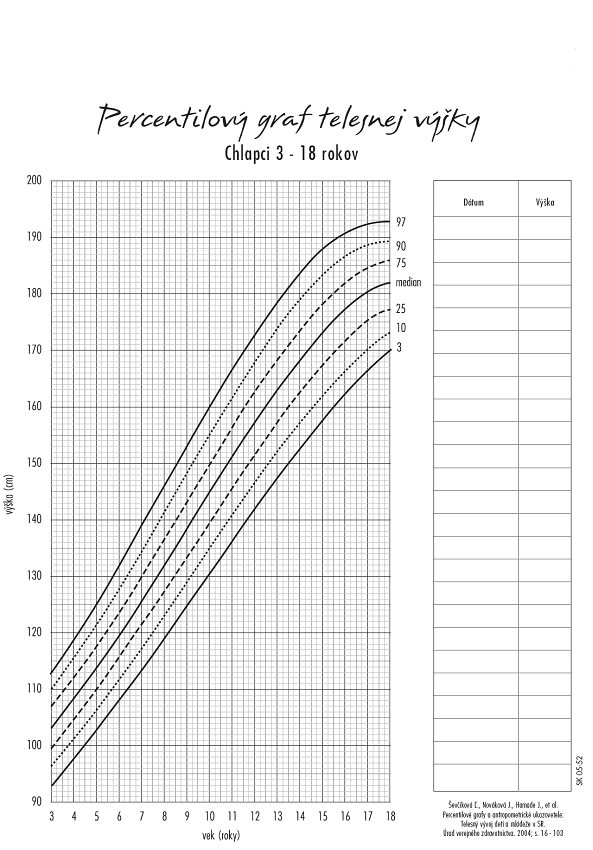 Percentilový graf telesnej výšky
Chlapci 3 - 18 rokov
výška (cm)
200
190
180
170
160
150
140
130
120
110
100
90
97
90
75
median
25
10
3
3 4 5 6 7 8 9 10 11 12 13 14 15 16 17 18
vek (roky)
Dátum Výška
SK 05-52
Ševčíková Ľ., Nováková J., Hamade J., et al.
Percentilové grafy a antropometrické ukazovatele:
Telesný vývoj detí a mládeže v SR.
Úrad verejného zdravotníctva. 2004; s. 16 - 103